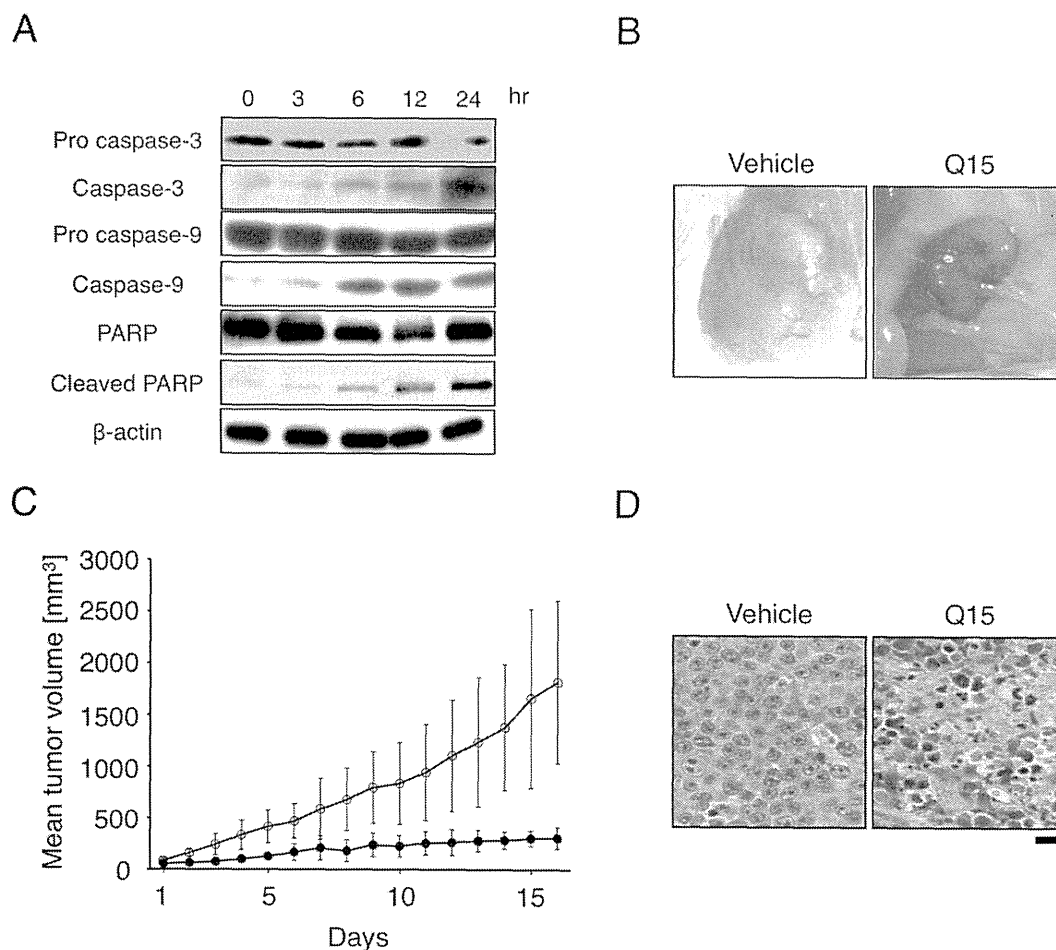 A
0 3 6 12 24 hr
Pro caspase-3
Caspase-3
Pro caspase-9
Caspase-9
PARP
Cleaved PARP
β-actin
B
Vehicle Q15
C
Mean tumor volume [mm³]
3000
2500
2000
1500
1000
500
0
1 5 10 15
Days
D
Vehicle Q15